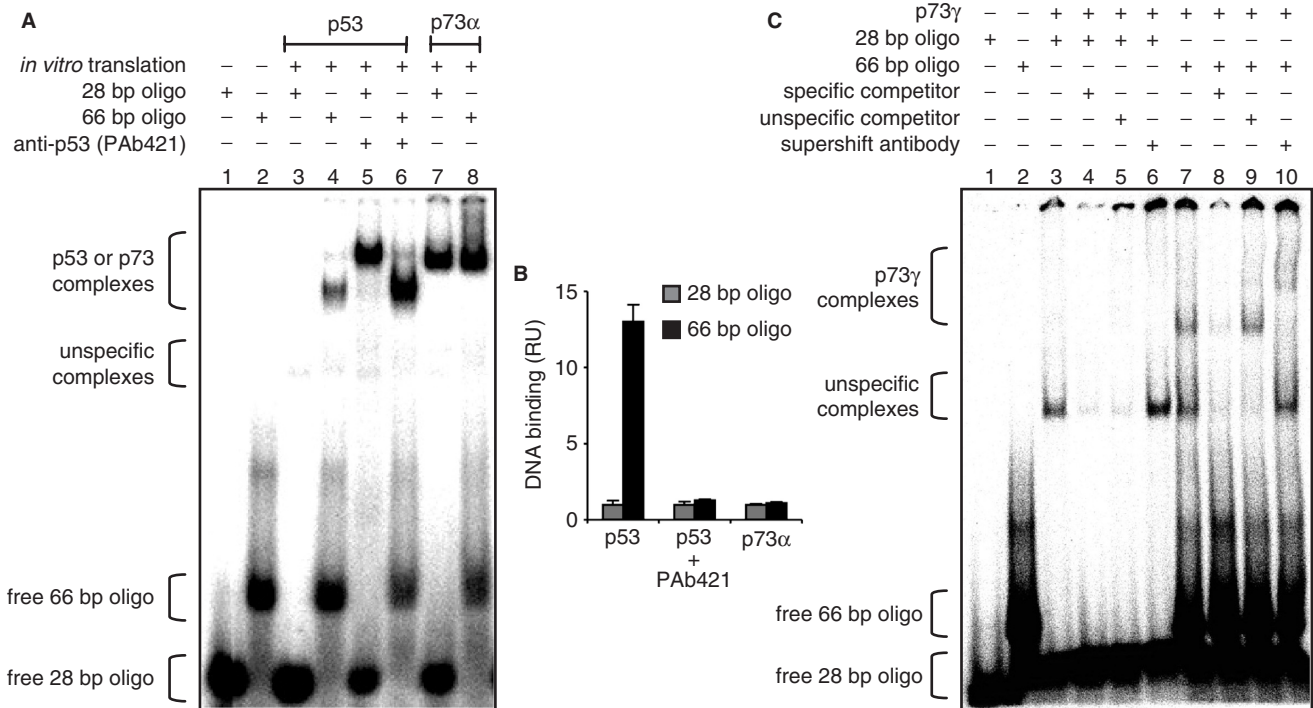 A
p53 p73α
in vitro translation – – + + + + + +
28 bp oligo + – + – + – + –
66 bp oligo – + – + – + – +
anti-p53 (PAb421) – – – – + + – –
1 2 3 4 5 6 7 8
p53 or p73
complexes
unspecific
complexes
free 66 bp oligo
free 28 bp oligo
B
28 bp oligo
66 bp oligo
DNA binding (RU)
15
10
5
0
p53 p53 p73α
+
PAb421
C
p73γ – – + + + + + + + +
28 bp oligo + – + + + + – – – –
66 bp oligo – + – – – – + + + +
specific competitor – – – + – – – + – –
unspecific competitor – – – – + – – – + –
supershift antibody – – – – – + – – – +
1 2 3 4 5 6 7 8 9 10
p73γ
complexes
unspecific
complexes
free 66 bp oligo
free 28 bp oligo